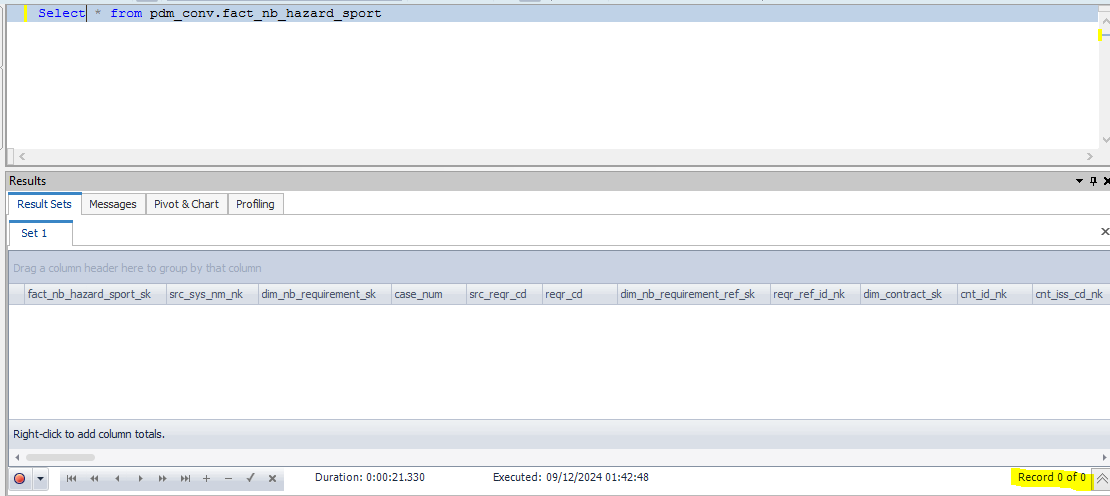 Select * from pdm_conv.fact_nb_hazard_sport
Results
Result Sets Messages Pivot & Chart Profiling
Set 1
Drag a column header here to group by that column
fact_nb_hazard_sport_sk src_sys_nm_nk dim_nb_requirement_sk case_num src_reqr_cd reqr_cd dim_nb_requirement_ref_sk reqr_ref_id_nk dim_contract_sk cnt_id_nk cnt_iss_cd_nk
Right-click to add column totals.
Duration: 0:00:21.330 Executed: 09/12/2024 01:42:48 Record 0 of 0